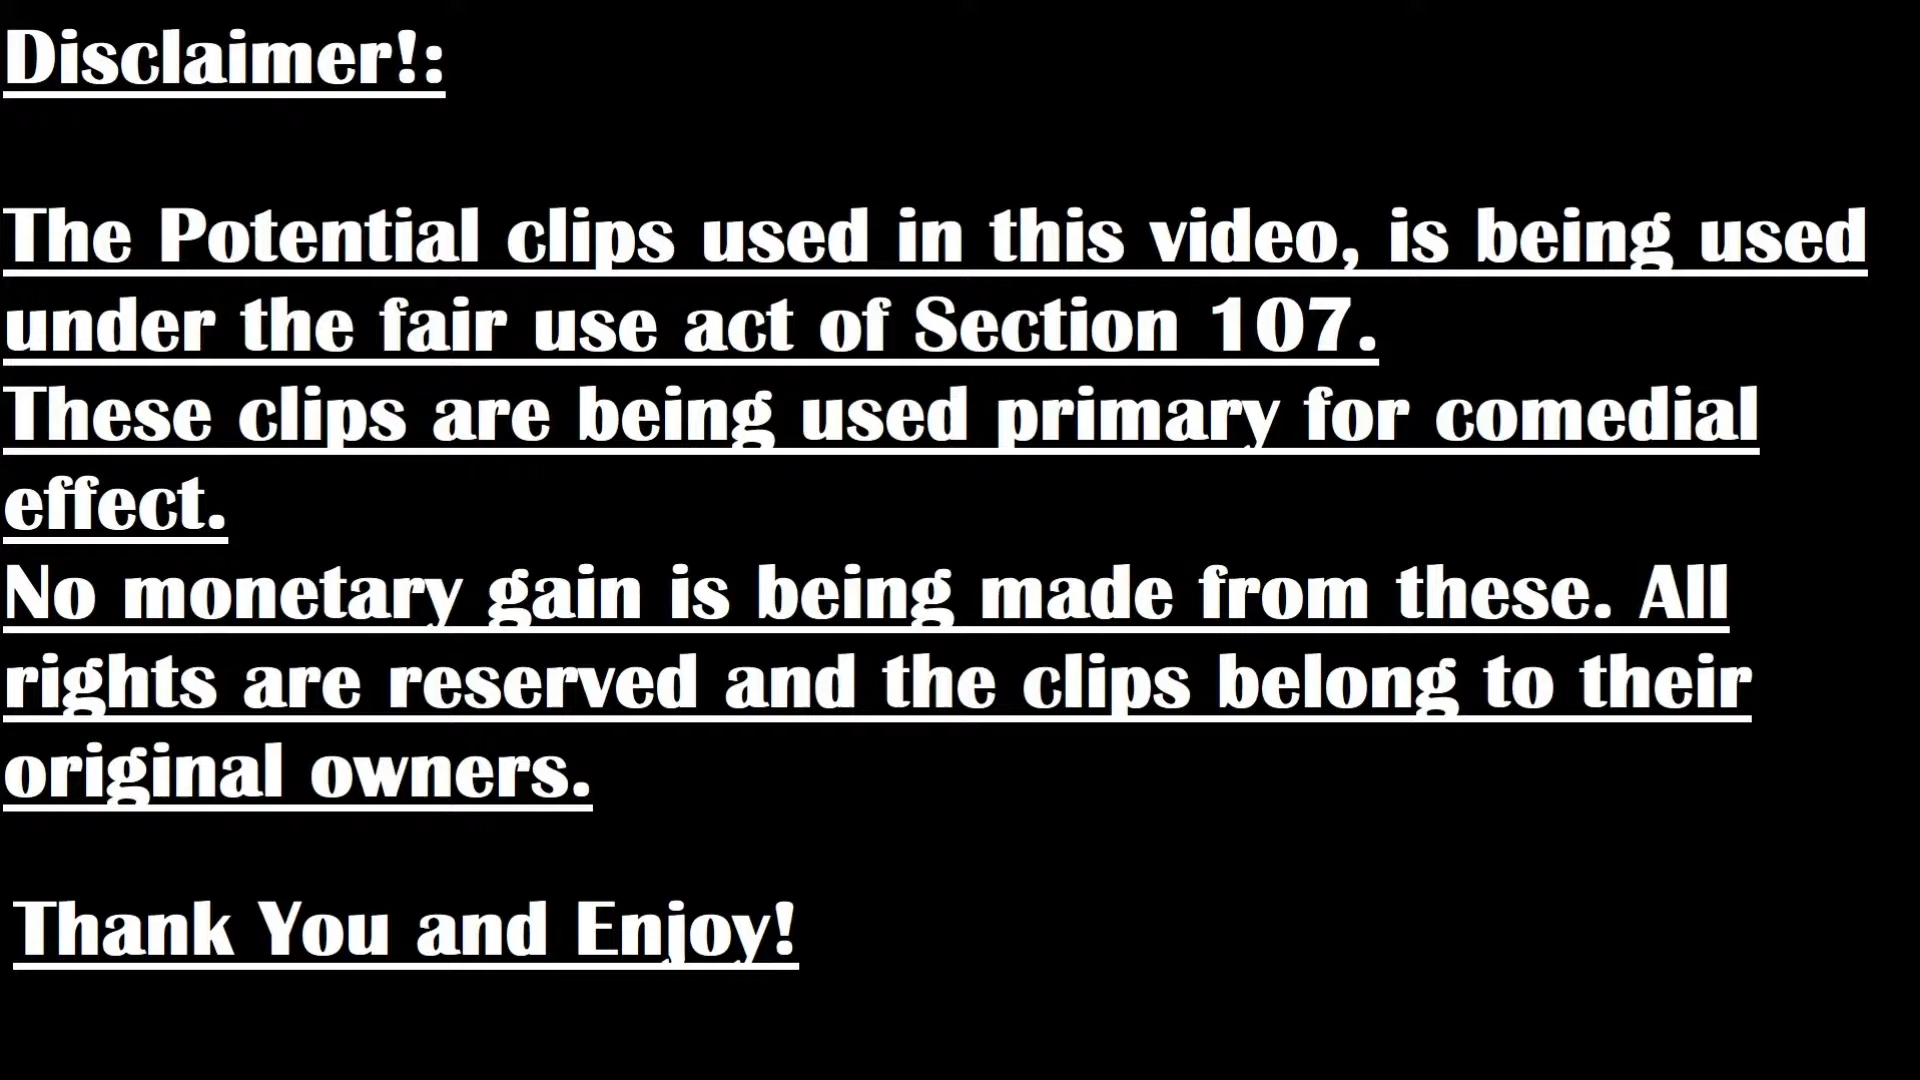 Disclaimer!:
The Potential clips used in this video, is being used
under the fair use act of Section 107.
These clips are being used primary for comedial
effect.
No monetary gain is being made from these. All
rights are reserved and the clips belong to their
original owners.
Thank You and Enjoy!